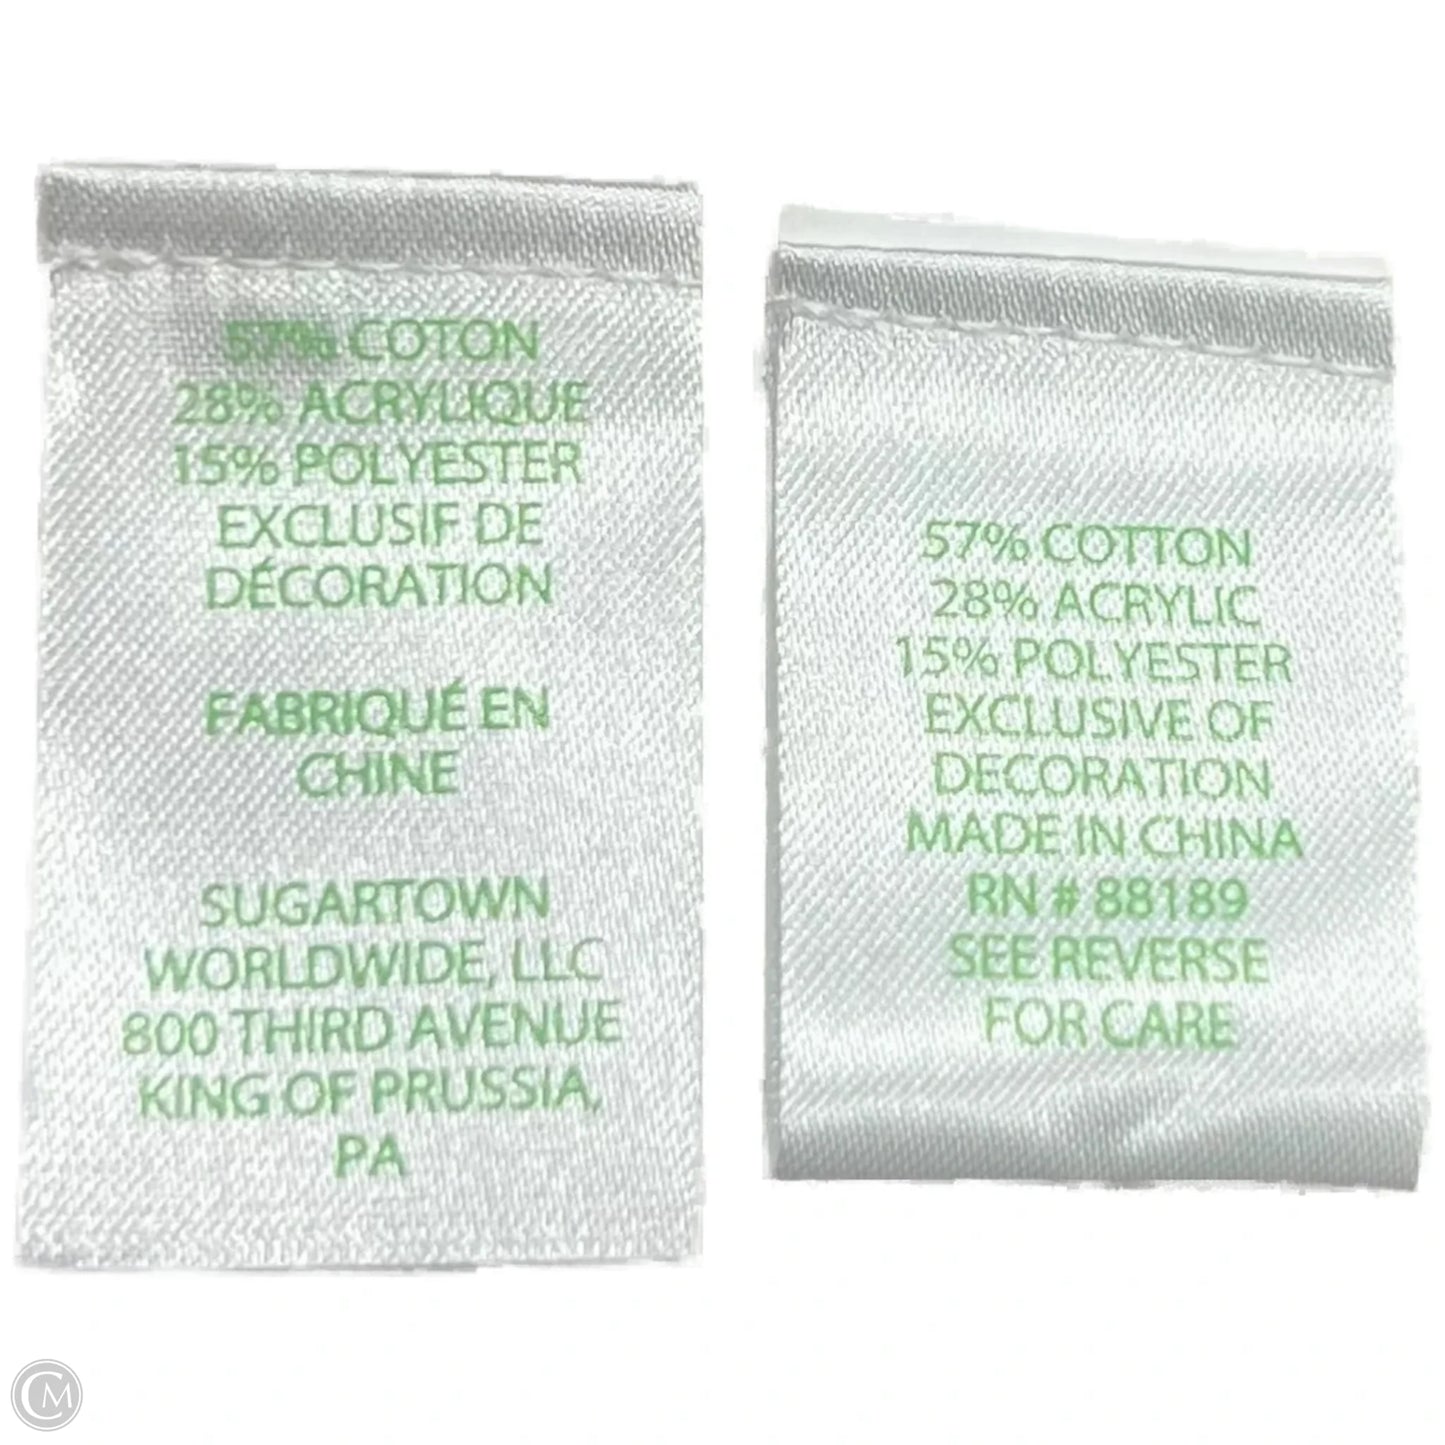 57% COTON
28% ACRYLIQUE
15% POLYESTER
EXCLUSIF DE
DÉCORATION
FABRIQUÉ EN
CHINE
SUGARTOWN
WORLDWIDE, LLC
800 THIRD AVENUE
KING OF PRUSSIA,
PA
57% COTTON
28% ACRYLIC
15% POLYESTER
EXCLUSIVE OF
DECORATION
MADE IN CHINA
RN # 88189
SEE REVERSE
FOR CARE
CM